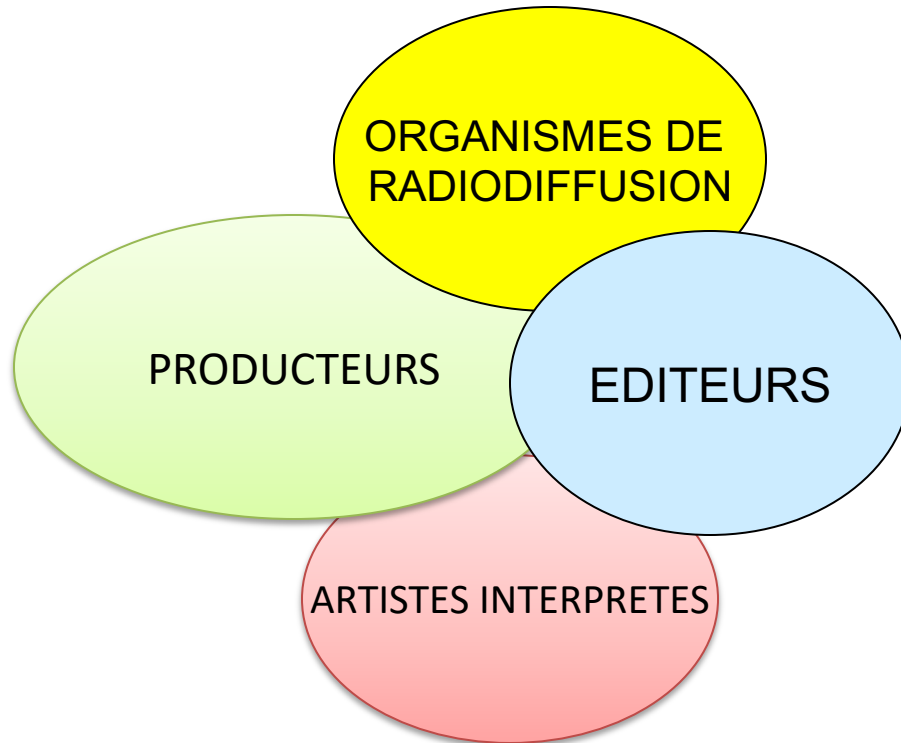 ORGANISMES DE
RADIODIFFUSION
PRODUCTEURS
EDITEURS
ARTISTES INTERPRETES